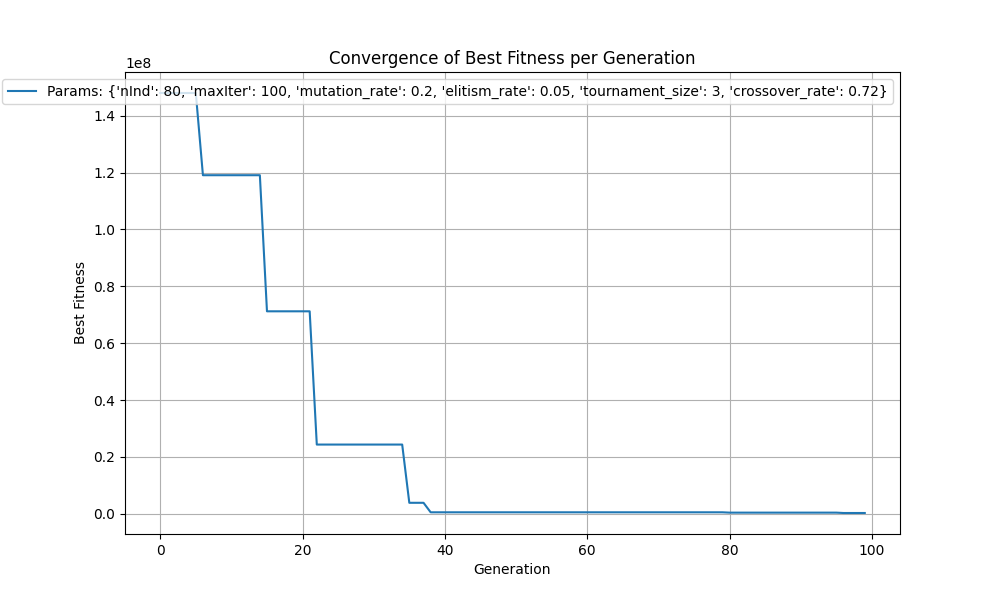 Convergence of Best Fitness per Generation
1e8
Params: {'nInd': 80, 'maxIter': 100, 'mutation_rate': 0.2, 'elitism_rate': 0.05, 'tournament_size': 3, 'crossover_rate': 0.72}
1.4
1.2
1.0
0.8
0.6
0.4
0.2
0.0
Best Fitness
0 20 40 60 80 100
Generation